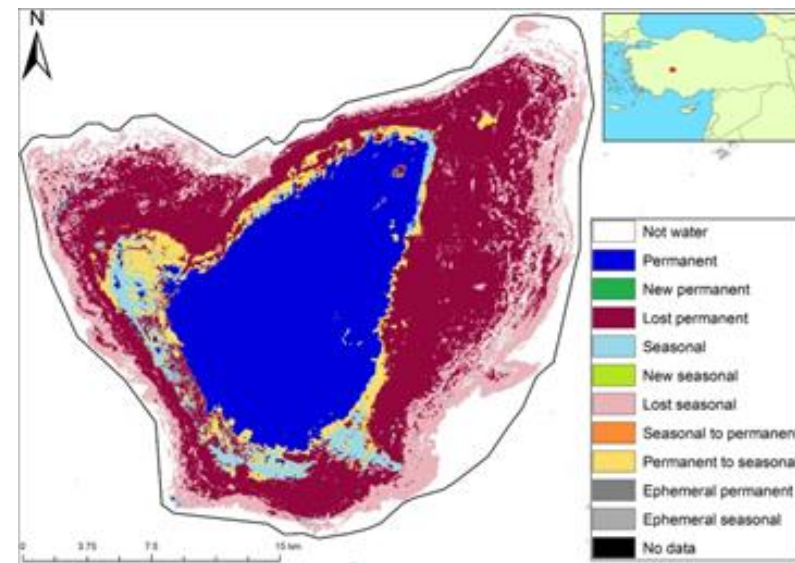 N
Not water
Permanent
New permanent
Lost permanent
Seasonal
New seasonal
Lost seasonal
Seasonal to permanent
Permanent to seasonal
Ephemeral permanent
Ephemeral seasonal
No data
0 3.75 7.5 15 km